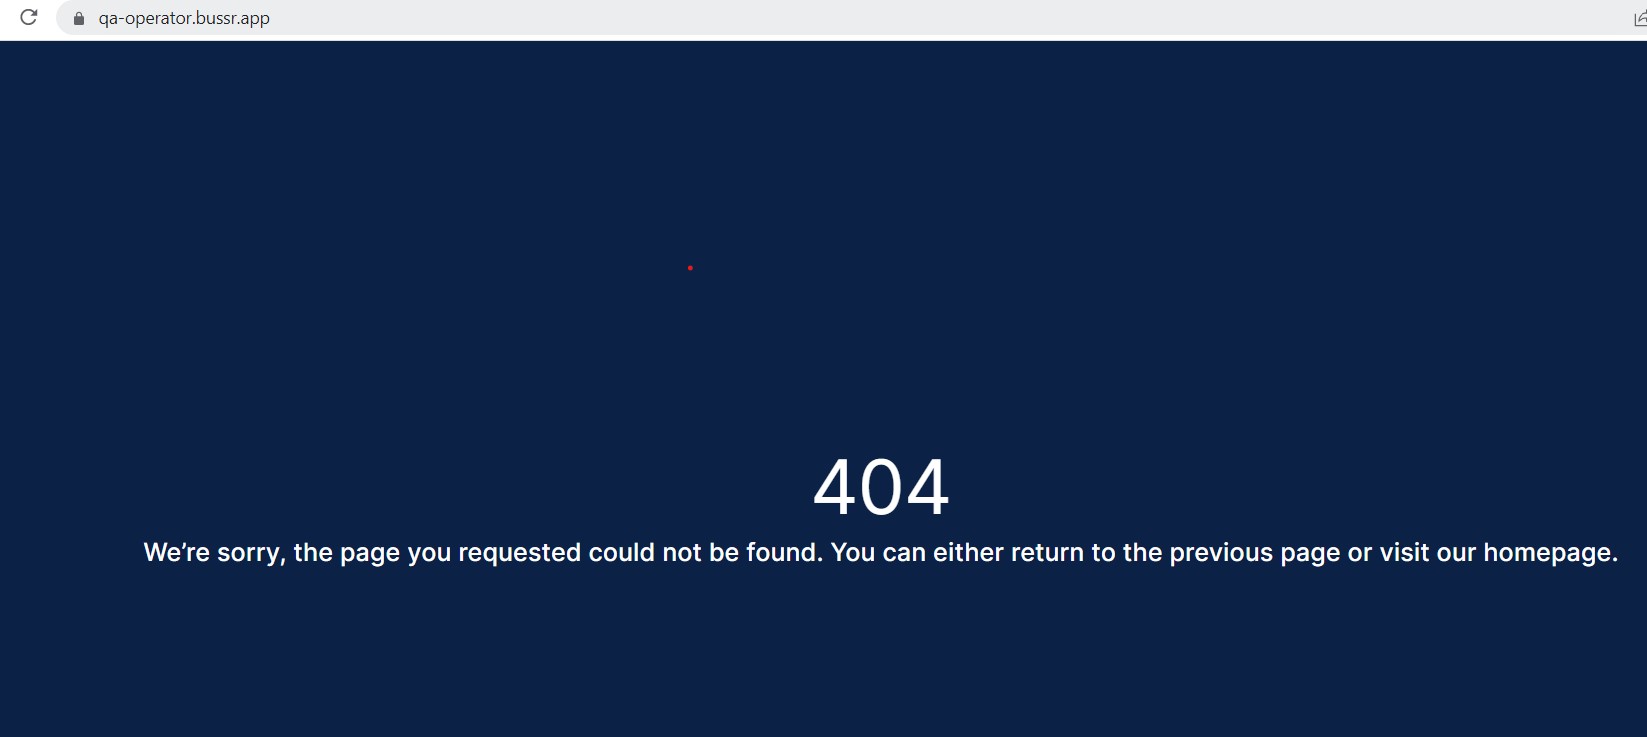 qa-operator.bussr.app
404
We’re sorry, the page you requested could not be found. You can either return to the previous page or visit our homepage.